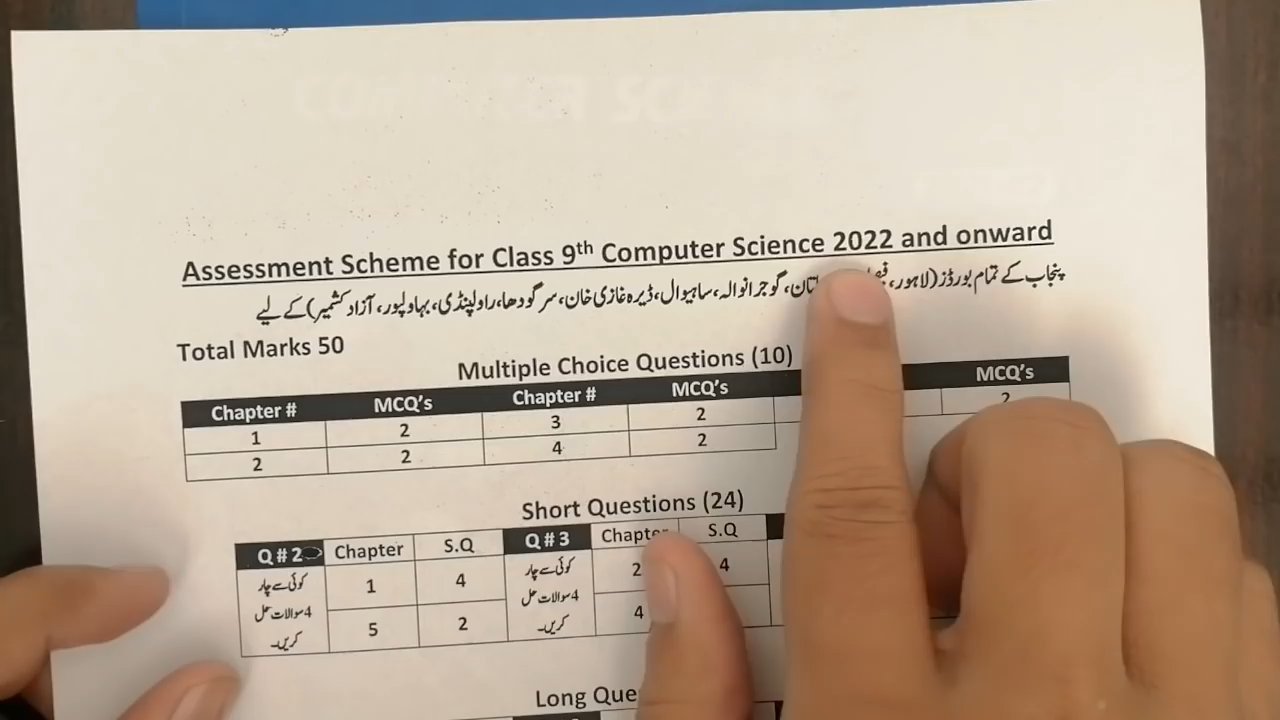 Assessment Scheme for Class 9th Computer Science 2022 and onward
پنجاب کے تمام بورڈز(لاہور، گوجرانوالہ، ساہیوال، ڈیرہ غازی خان، سرگودھا، راولپنڈی، بہاولپور، آزاد کشمیر) کے لیے
Total Marks 50
Multiple Choice Questions (10)
Chapter # MCQ's Chapter # MCQ's MCQ's
1 2 3 2 2
2 2 4 2
Short Questions (24)
Q#2 Chapter S.Q Q#3 S.Q
کوئی سے چار 1 4 کوئی سے چار 2 4
4 سوالات حل 4 سوالات حل
کریں۔ 5 2 کریں۔ 4
Long